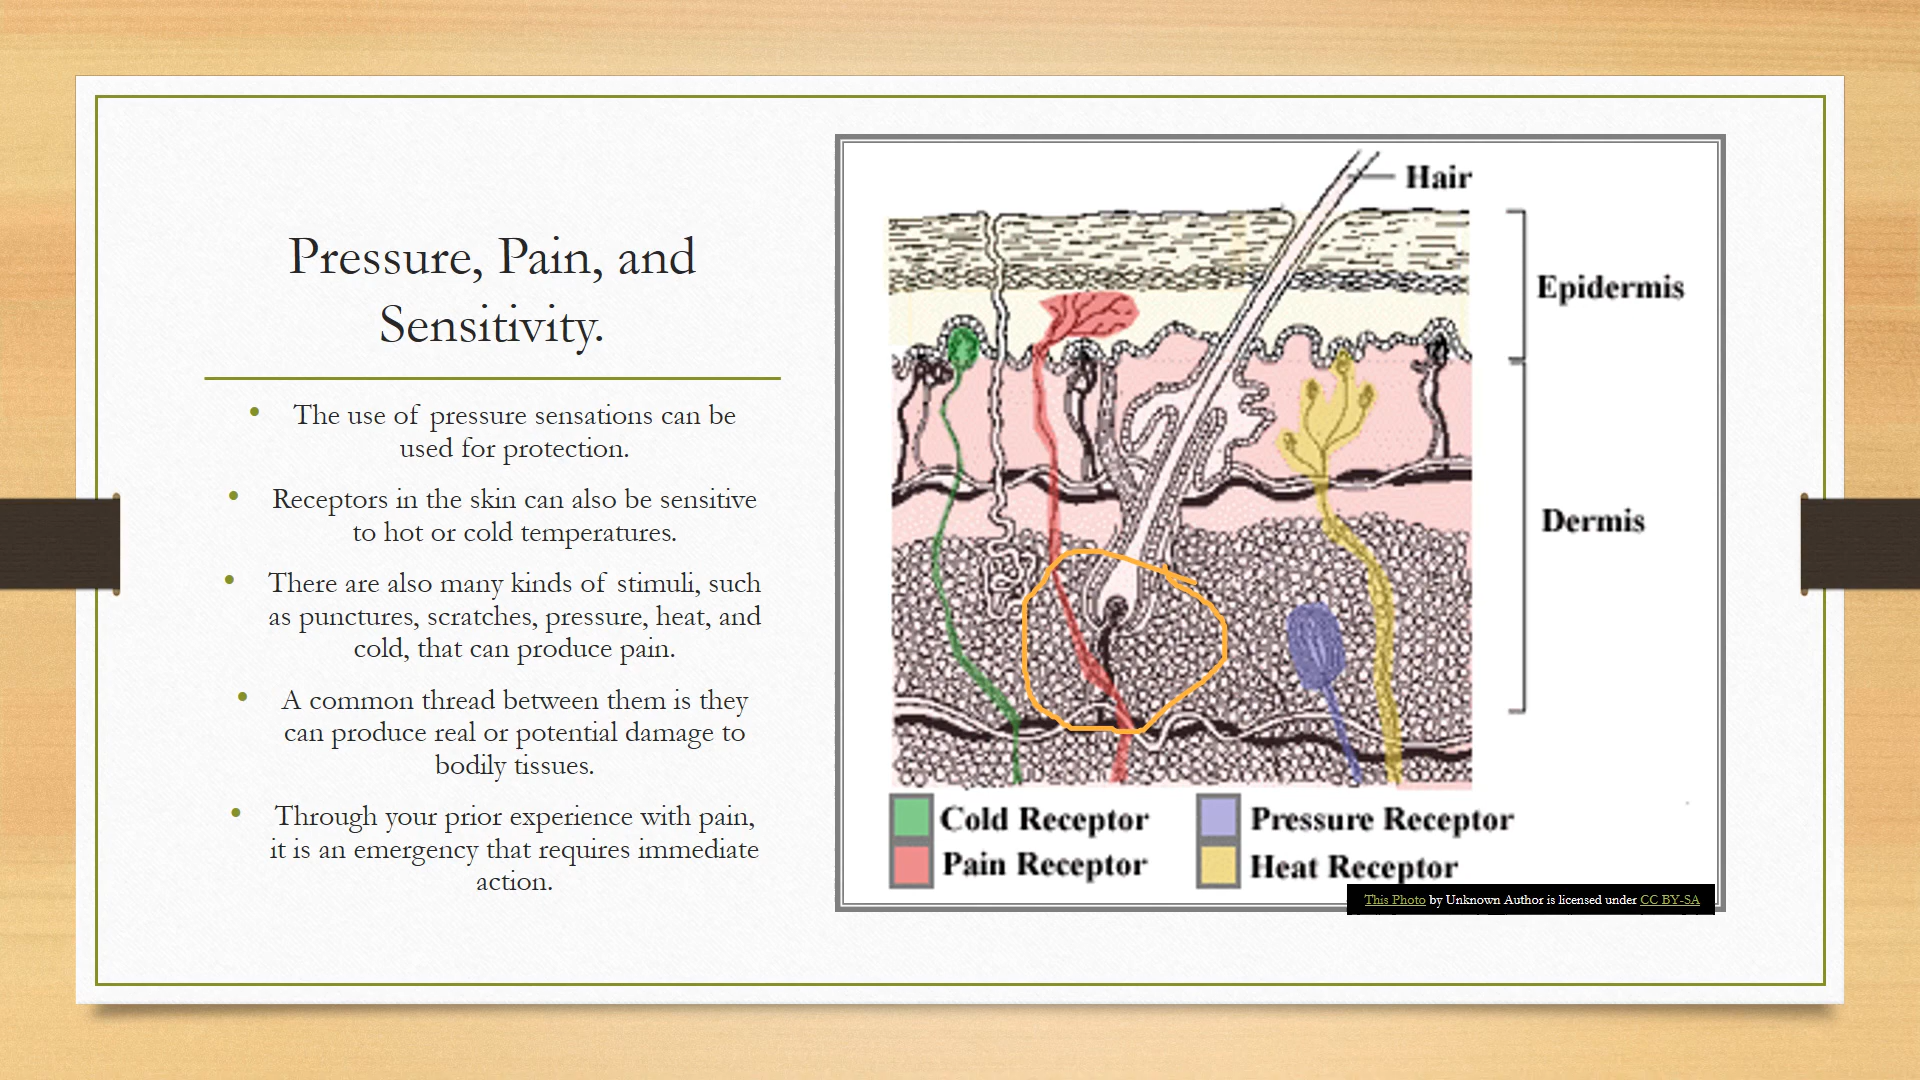 Pressure, Pain, and
Sensitivity.
• The use of pressure sensations can be
used for protection.
• Receptors in the skin can also be sensitive
to hot or cold temperatures.
• There are also many kinds of stimuli, such
as punctures, scratches, pressure, heat, and
cold, that can produce pain.
• A common thread between them is they
can produce real or potential damage to
bodily tissues.
• Through your prior experience with pain,
it is an emergency that requires immediate
action.
Hair
Epidermis
Dermis
Cold Receptor
Pain Receptor
Pressure Receptor
Heat Receptor
This Photo by Unknown Author is licensed under CC BY-SA